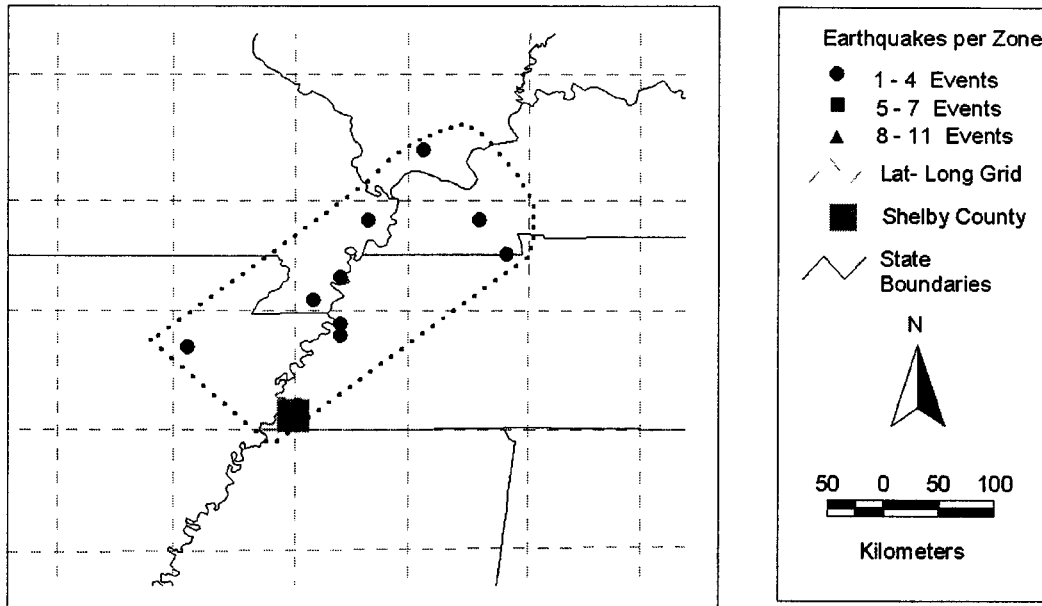 Earthquakes per Zone
1 - 4 Events
5 - 7 Events
8 - 11 Events
Lat- Long Grid
Shelby County
State
Boundaries
N
50 0 50 100
Kilometers